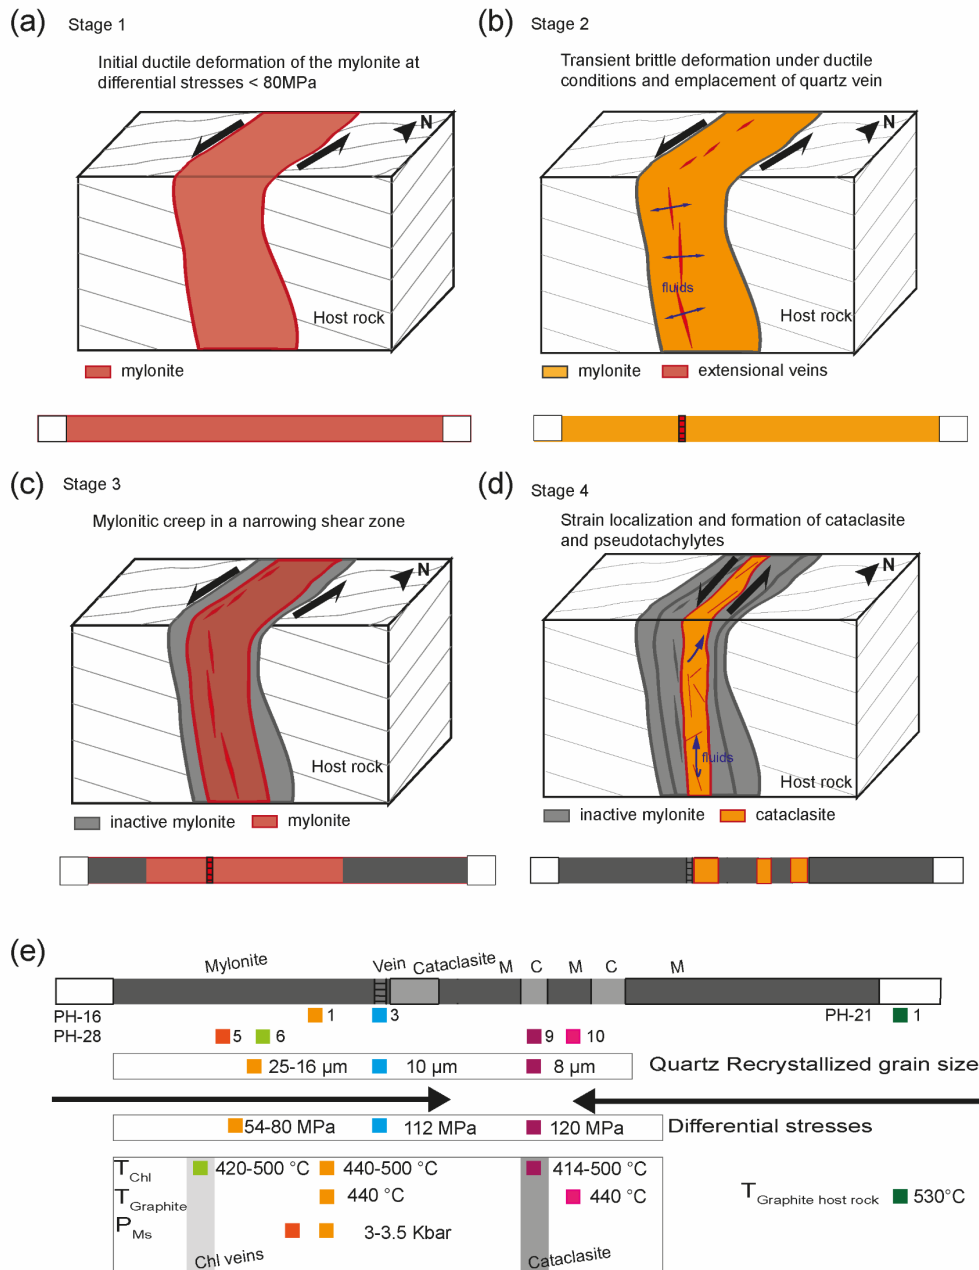 (a) Stage 1
Initial ductile deformation of the mylonite at
differential stresses < 80MPa
N
Host rock
mylonite
(b) Stage 2
Transient brittle deformation under ductile
conditions and emplacement of quartz vein
N
fluids
Host rock
mylonite extensional veins
(c) Stage 3
Mylonitic creep in a narrowing shear zone
N
Host rock
inactive mylonite mylonite
(d) Stage 4
Strain localization and formation of cataclasite
and pseudotachylytes
N
fluids
Host rock
inactive mylonite cataclasite
(e)
Mylonite Vein Cataclasite M C M C M
PH-16 1 3 PH-21 1
PH-28 5 6 9 10
25-16 µm 10 µm 8 µm Quartz Recrystallized grain size
54-80 MPa 112 MPa 120 MPa Differential stresses
TChl 420-500 °C 440-500 °C 414-500 °C
TGraphite 440 °C 440 °C TGraphite host rock 530°C
PMs 3-3.5 Kbar
Chl veins Cataclasite